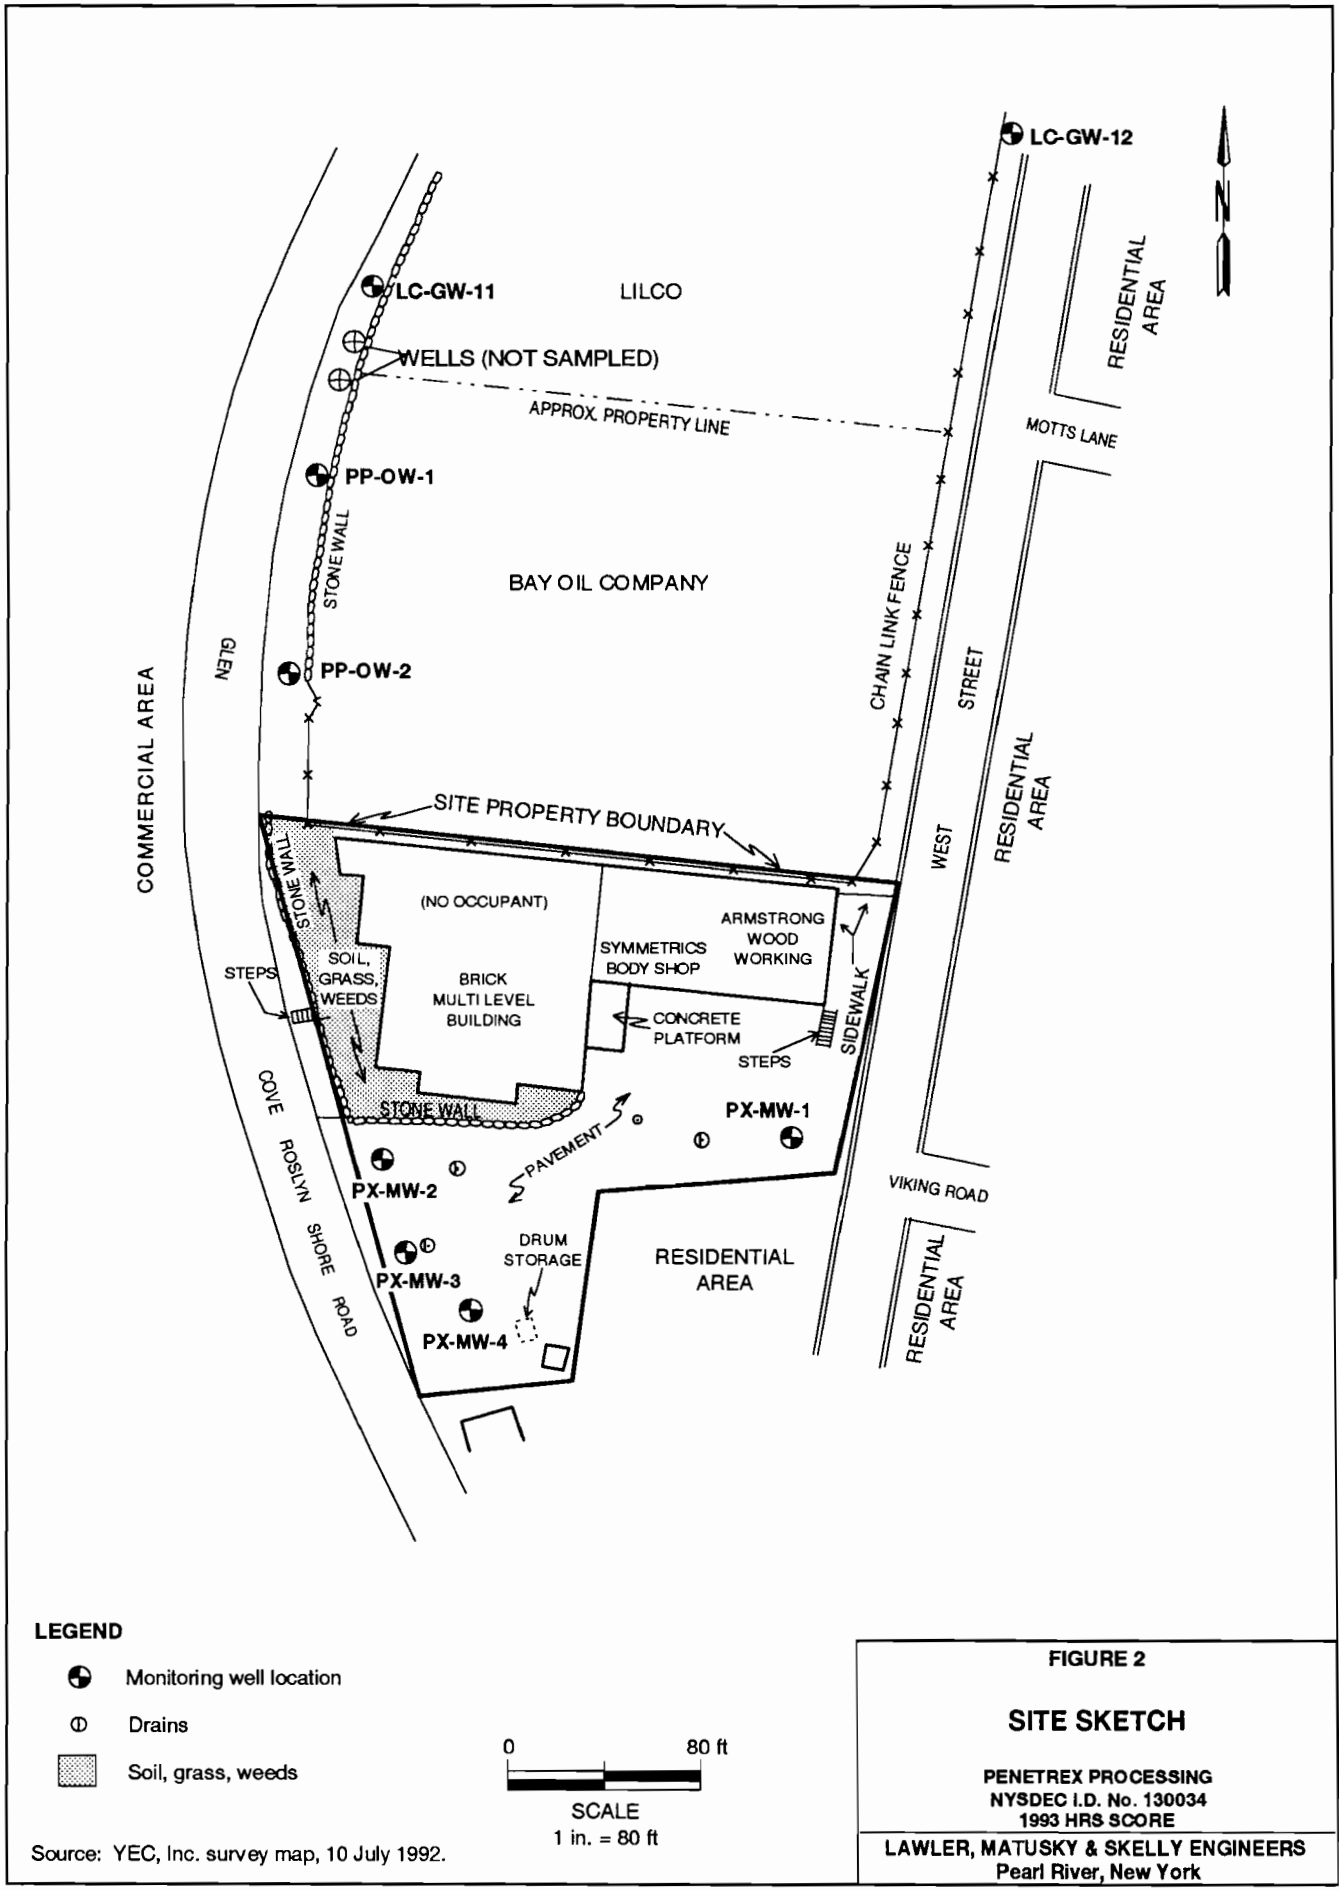 LC-GW-12
N
RESIDENTIAL
AREA
LC-GW-11
LILCO
WELLS (NOT SAMPLED)
APPROX. PROPERTY LINE
MOTTS LANE
PP-OW-1
STONE WALL
BAY OIL COMPANY
CHAIN LINK FENCE
GLEN
PP-OW-2
STREET
COMMERCIAL AREA
RESIDENTIAL
AREA
SITE PROPERTY BOUNDARY
WEST
STONE WALL
(NO OCCUPANT)
ARMSTRONG
WOOD
WORKING
SYMMETRICS
BODY SHOP
SOIL,
GRASS,
WEEDS
STEPS
BRICK
MULTI LEVEL
BUILDING
SIDEWALK
CONCRETE
PLATFORM
STEPS
COVE
STONE WALL
PX-MW-1
PAVEMENT
ROSLYN
PX-MW-2
VIKING ROAD
SHORE
DRUM
STORAGE
RESIDENTIAL
AREA
PX-MW-3
ROAD
RESIDENTIAL
AREA
PX-MW-4
LEGEND
Monitoring well location
Drains
Soil, grass, weeds
0 80 ft
SCALE
1 in. = 80 ft
Source: YEC, Inc. survey map, 10 July 1992.
FIGURE 2
SITE SKETCH
PENETREX PROCESSING
NYSDEC I.D. No. 130034
1993 HRS SCORE
LAWLER, MATUSKY & SKELLY ENGINEERS
Pearl River, New York